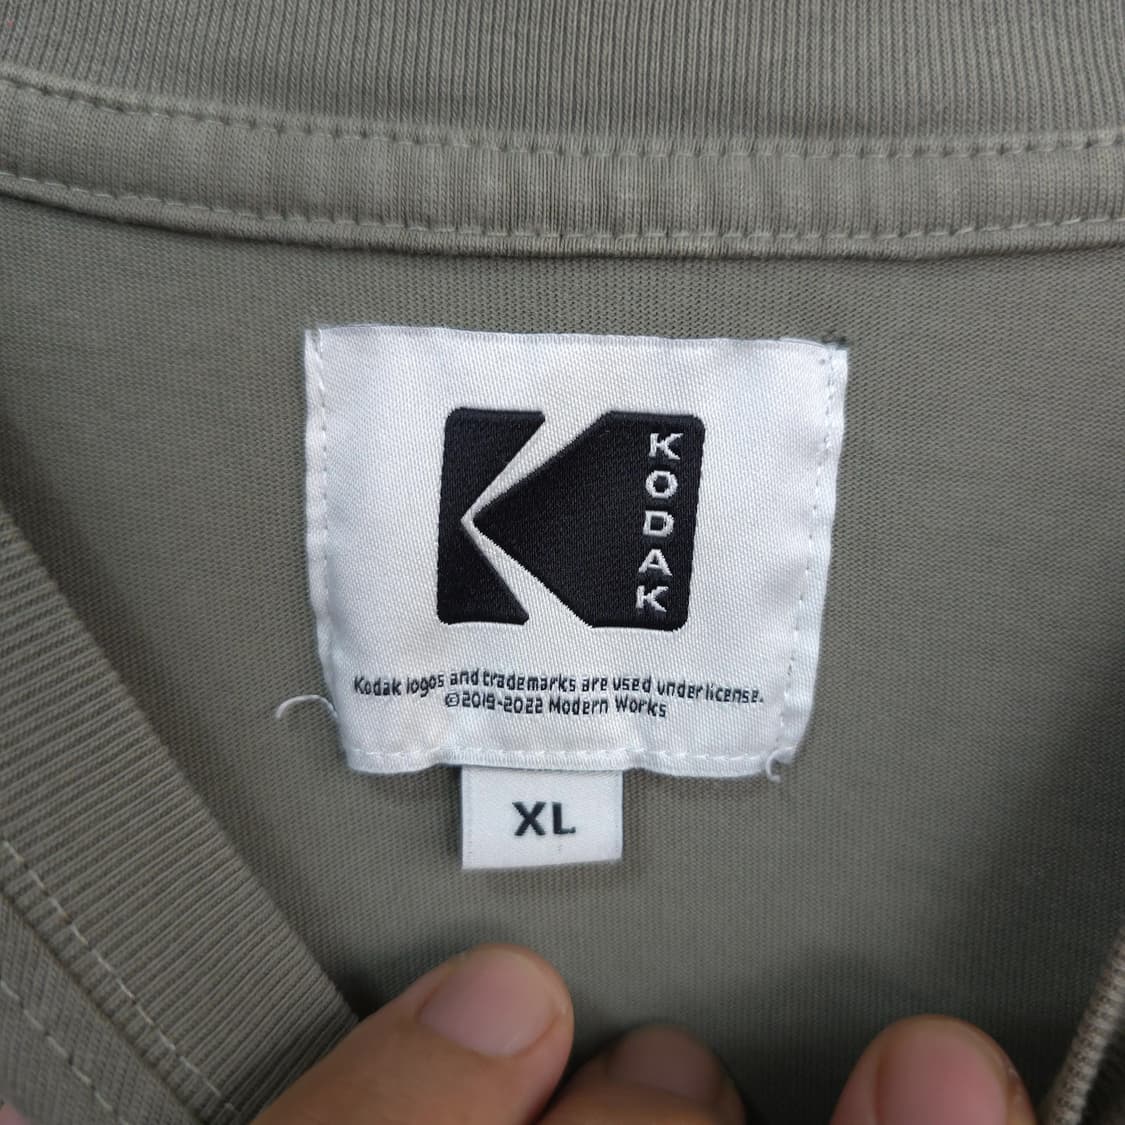 KODAK
Kodak logos and trademarks are used under license.
©2019-2022 Modern Works
XL